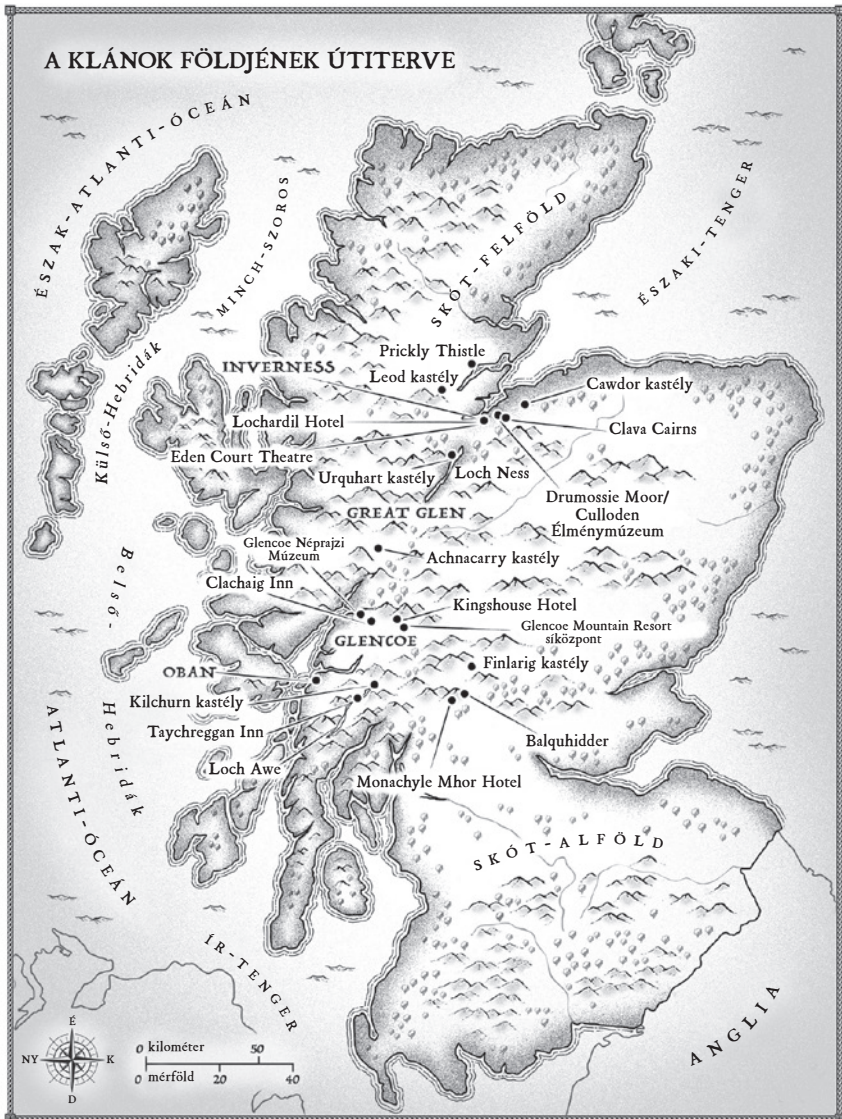 A KLÁNOK FÖLDJÉNEK ÚTITERVE
ÉSZAK-ATLANTI-ÓCEÁN
MINCH-SZOROS
SKÓT-FELFÖLD
ÉSZAKI-TENGER
Külső-Hebridák
Prickly Thistle
INVERNESS
Leod kastély
Cawdor kastély
Lochardil Hotel
Clava Cairns
Eden Court Theatre
Urquhart kastély
Loch Ness
Drumossie Moor/
Culloden
Élménymúzeum
GREAT GLEN
Glencoe Néprajzi
Múzeum
Achnacarry kastély
Clachaig Inn
Kingshouse Hotel
Glencoe Mountain Resort
síközpont
GLENCOE
Belső-
Hebridák
OBAN
Finlarig kastély
Kilchurn kastély
Taychreggan Inn
Balquhidder
Loch Awe
Monachyle Mhor Hotel
ATLANTI-ÓCEÁN
SKÓT-ALFÖLD
ÍR-TENGER
ANGLIA
É
NY
K
D
0 kilométer 50
0 mérföld 20 40